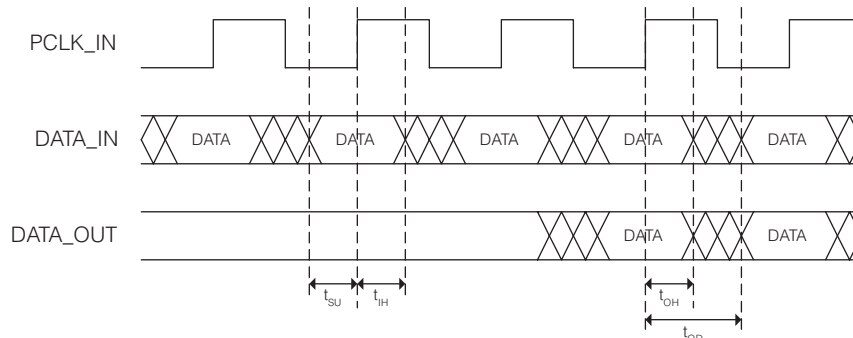 PCLK_IN
DATA_IN DATA DATA DATA DATA DATA
DATA_OUT DATA DATA
tSU tIH tOH